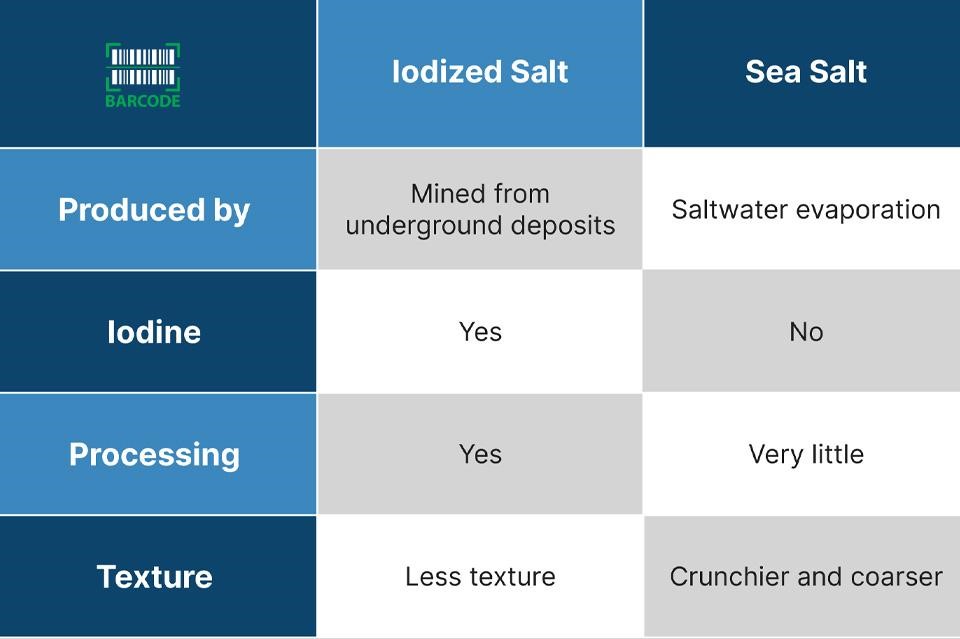 BARCODE
Iodized Salt
Sea Salt
Produced by
Mined from
underground deposits
Saltwater evaporation
Iodine
Yes
No
Processing
Yes
Very little
Texture
Less texture
Crunchier and coarser